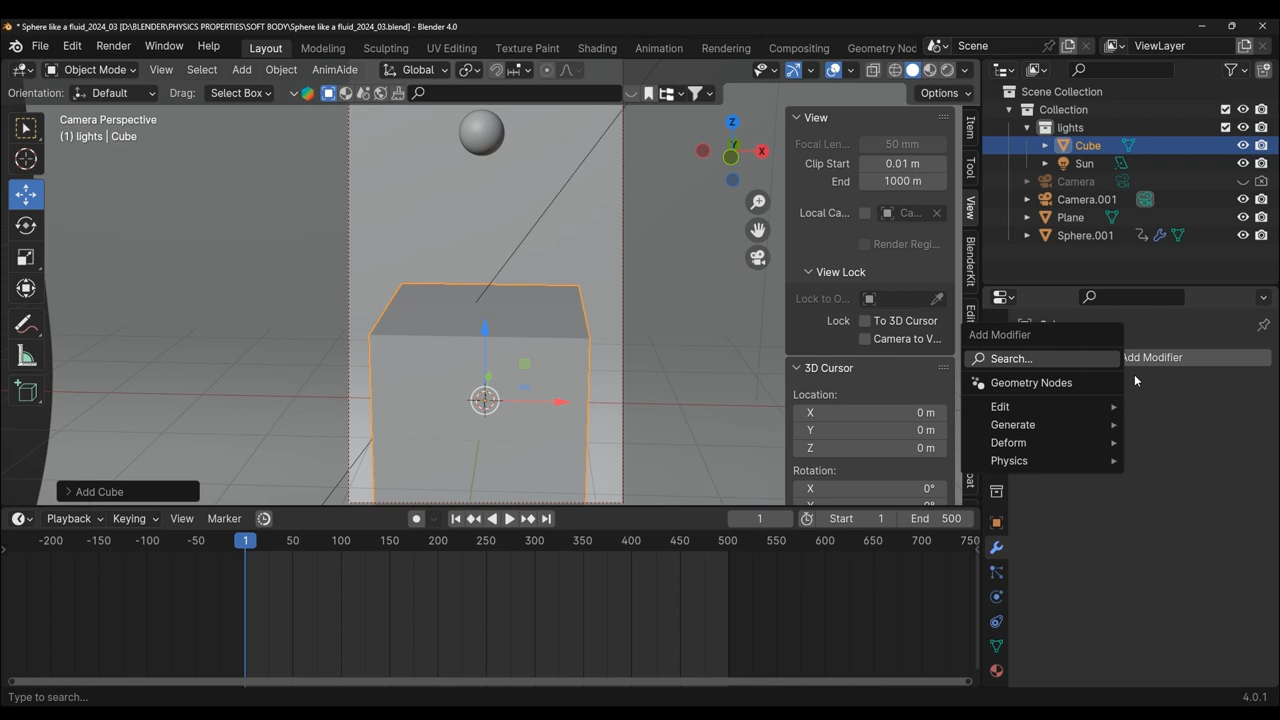 * Sphere like a fluid_2024_03 [D:\BLENDER\PHYSICS PROPERTIES\SOFT BODY\Sphere like a fluid_2024_03.blend] - Blender 4.0
File Edit Render Window Help Layout Modeling Sculpting UV Editing Texture Paint Shading Animation Rendering Compositing Geometry Noc Scene ViewLayer
Object Mode View Select Add Object AnimAide Global
Orientation: Default Drag: Select Box Options
Camera Perspective
(1) lights | Cube
Z
Y
X
View
Focal Len... 50 mm
Clip Start 0.01 m
End 1000 m
Local Ca... Ca...
Render Regi...
View Lock
Lock to O...
Lock To 3D Cursor
Camera to V...
3D Cursor
Location:
X 0 m
Y 0 m
Z 0 m
Rotation:
X 0°
Item
Tool
View
BlenderKit
Edit
Scene Collection
Collection
lights
Cube
Sun
Camera
Camera.001
Plane
Sphere.001
Add Modifier
Add Modifier
Search...
Geometry Nodes
Edit
Generate
Deform
Physics
Add Cube
Playback Keying View Marker 1 Start 1 End 500
-200 -150 -100 -50 1 50 100 150 200 250 300 350 400 450 500 550 600 650 700 750
Type to search... 4.0.1